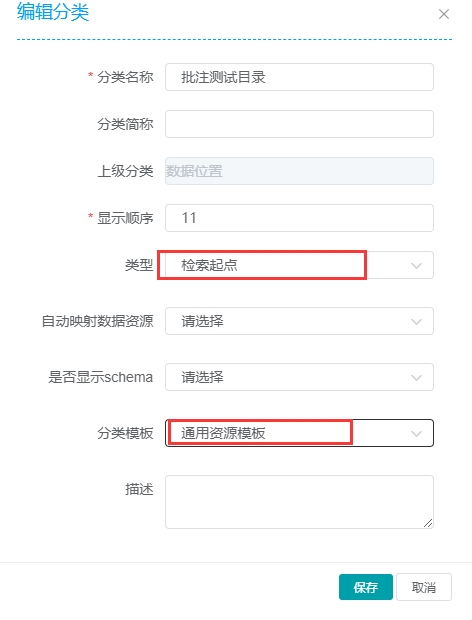 编辑分类
* 分类名称 批注测试目录
分类简称
上级分类 数据位置
* 显示顺序 11
类型 检索起点
自动映射数据资源 请选择
是否显示schema 请选择
分类模板 通用资源模板
描述
保存 取消